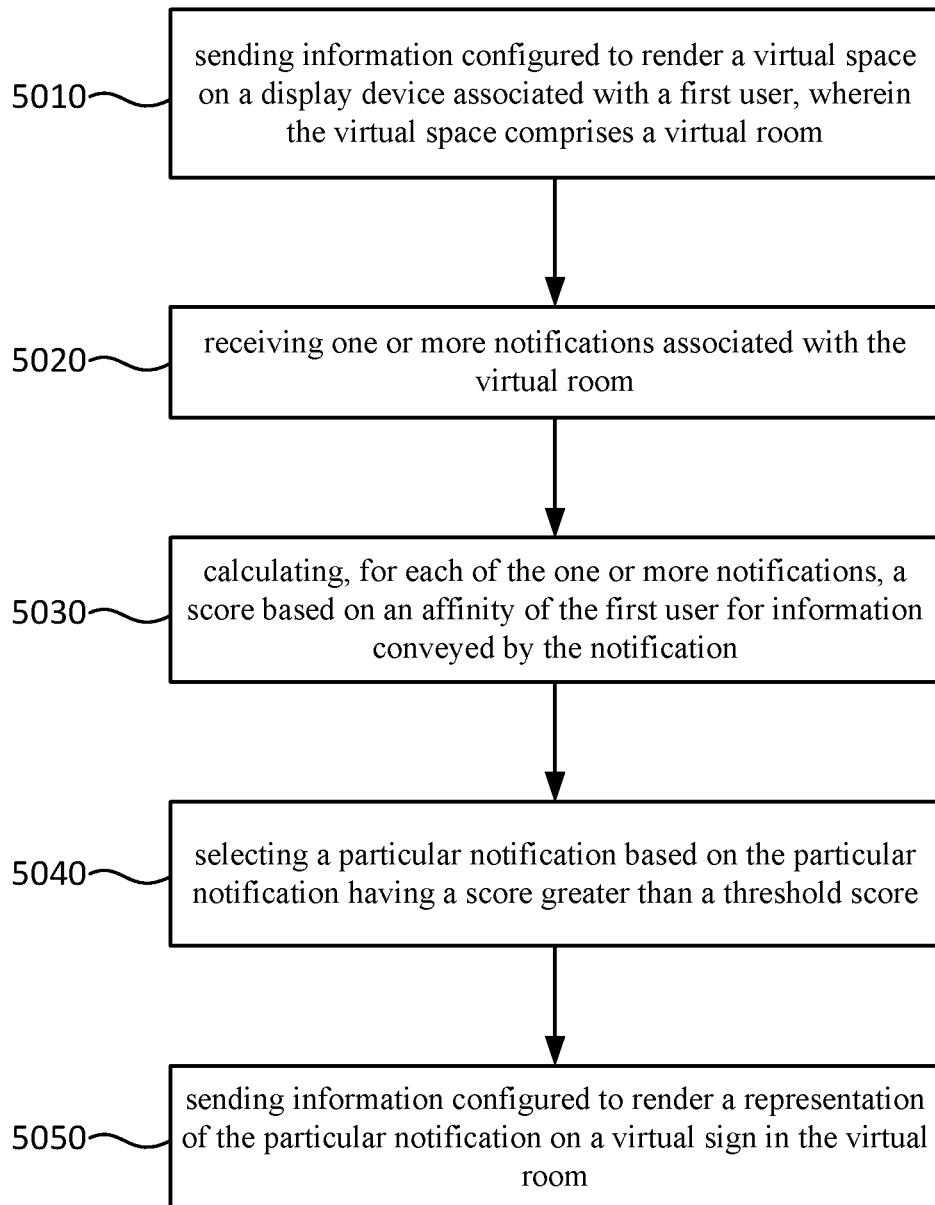 sending information configured to render a virtual space
5010
on a display device associated with a first user, wherein
the virtual space comprises a virtual room
receiving one or more notifications associated with the
5020
virtual room
calculating, for each of the one or more notifications, a
5030
score based on an affinity of the first user for information
conveyed by the notification
selecting a particular notification based on the particular
5040
notification having a score greater than a threshold score
sending information configured to render a representation
5050
of the particular notification on a virtual sign in the virtual
room